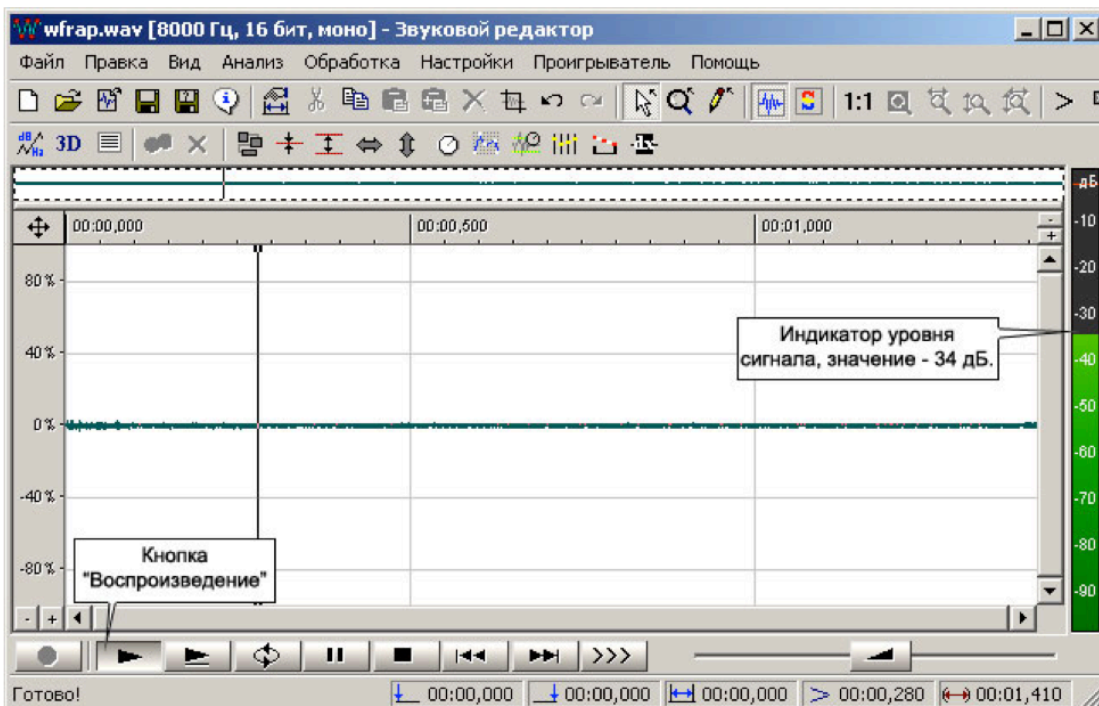 wfrap.wav [8000 Гц, 16 бит, моно] - Звуковой редактор
Файл Правка Вид Анализ Обработка Настройки Проигрыватель Помощь
1:1
dB Hz 3D
дБ
00:00,000 00:00,500 00:01,000
-10
80%
-20
-30
Индикатор уровня
сигнала, значение - 34 дБ.
40%
-40
-50
0%
-60
-40%
-70
-80
Кнопка
"Воспроизведение"
-80%
-90
Готово! 00:00,000 00:00,000 00:00,000 00:00,280 00:01,410